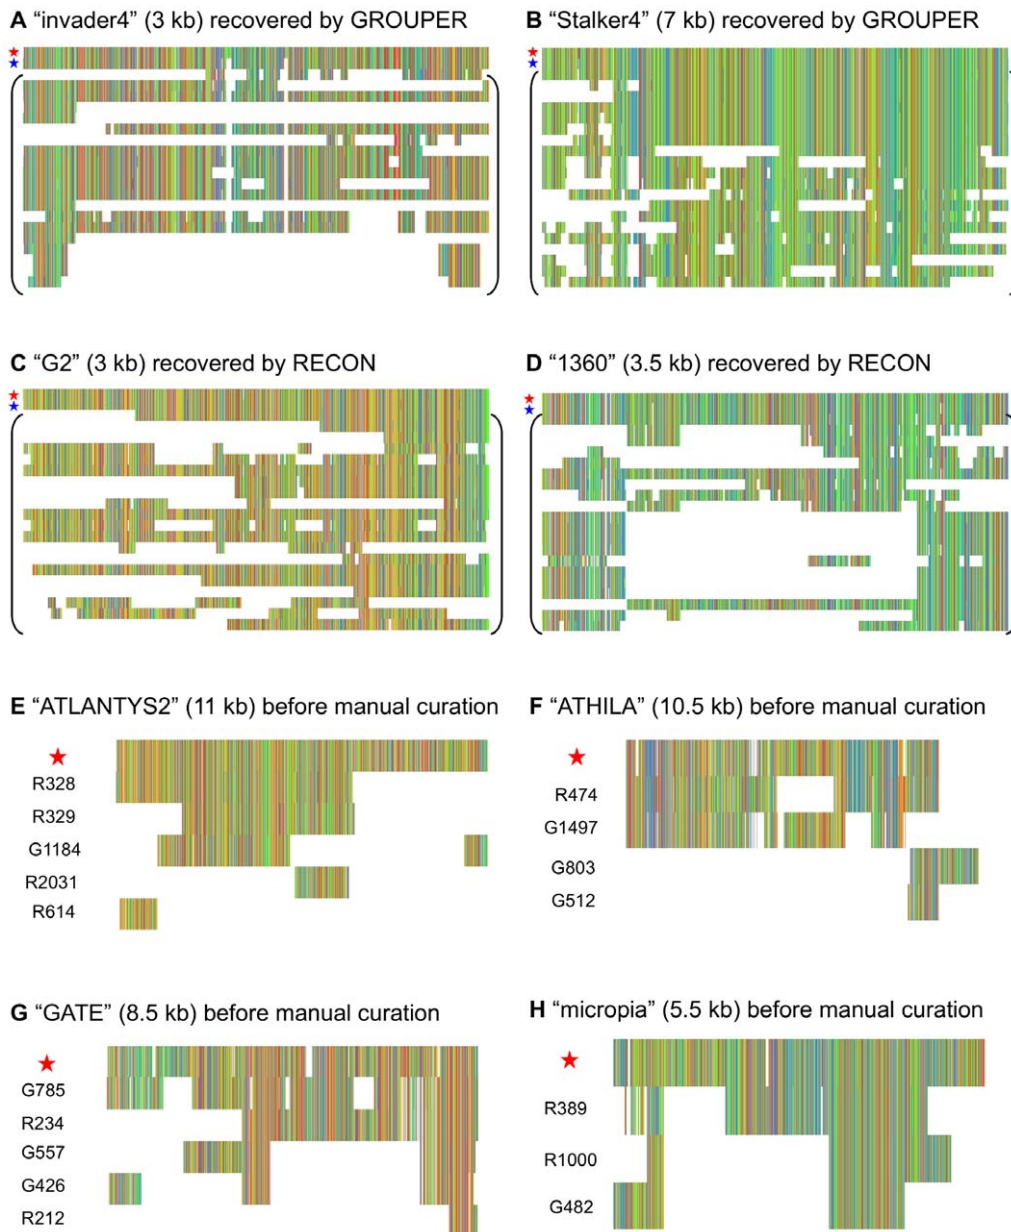 A “invader4” (3 kb) recovered by GROUPER
B “Stalker4” (7 kb) recovered by GROUPER
C “G2” (3 kb) recovered by RECON
D “1360” (3.5 kb) recovered by RECON
E “ATLANTYS2” (11 kb) before manual curation
R328
R329
G1184
R2031
R614
F “ATHILA” (10.5 kb) before manual curation
R474
G1497
G803
G512
G “GATE” (8.5 kb) before manual curation
G785
R234
G557
G426
R212
H “micropia” (5.5 kb) before manual curation
R389
R1000
G482